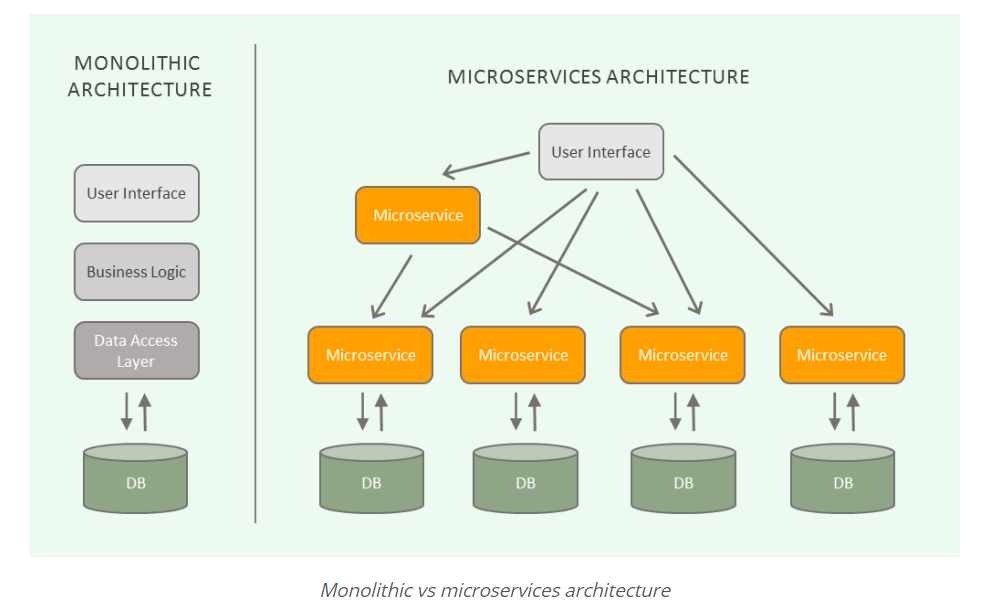 MONOLITHIC
ARCHITECTURE
User Interface
Business Logic
Data Access
Layer
DB
MICROSERVICES ARCHITECTURE
User Interface
Microservice
Microservice
Microservice
Microservice
Microservice
DB
DB
DB
DB
Monolithic vs microservices architecture